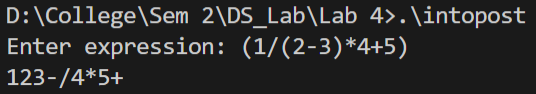 D:\College\Sem 2\DS_Lab\Lab 4>.\intopost
Enter expression: (1/(2-3)*4+5)
123-/4*5+